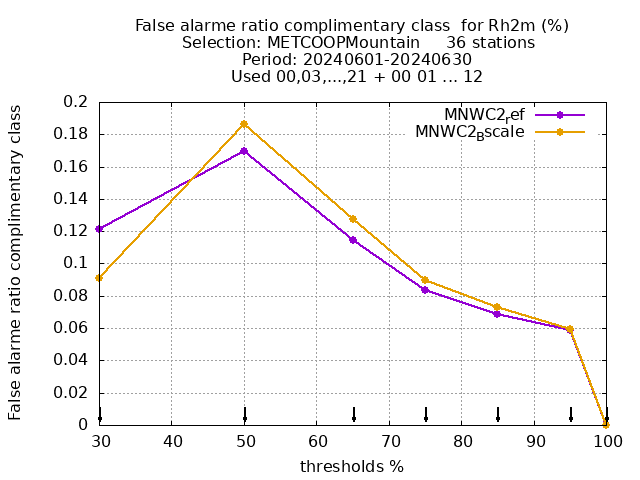 False alarme ratio complimentary class  for Rh2m (%)
Selection: METCOOPMountain     36 stations
Period: 20240601-20240630
Used 00,03,...,21 + 00 01 ... 12
False alarme ratio complimentary class
0.2
0.18
0.16
0.14
0.12
0.1
0.08
0.06
0.04
0.02
0
MNWC2ref
MNWC2Bscale
30 40 50 60 70 80 90 100
thresholds %